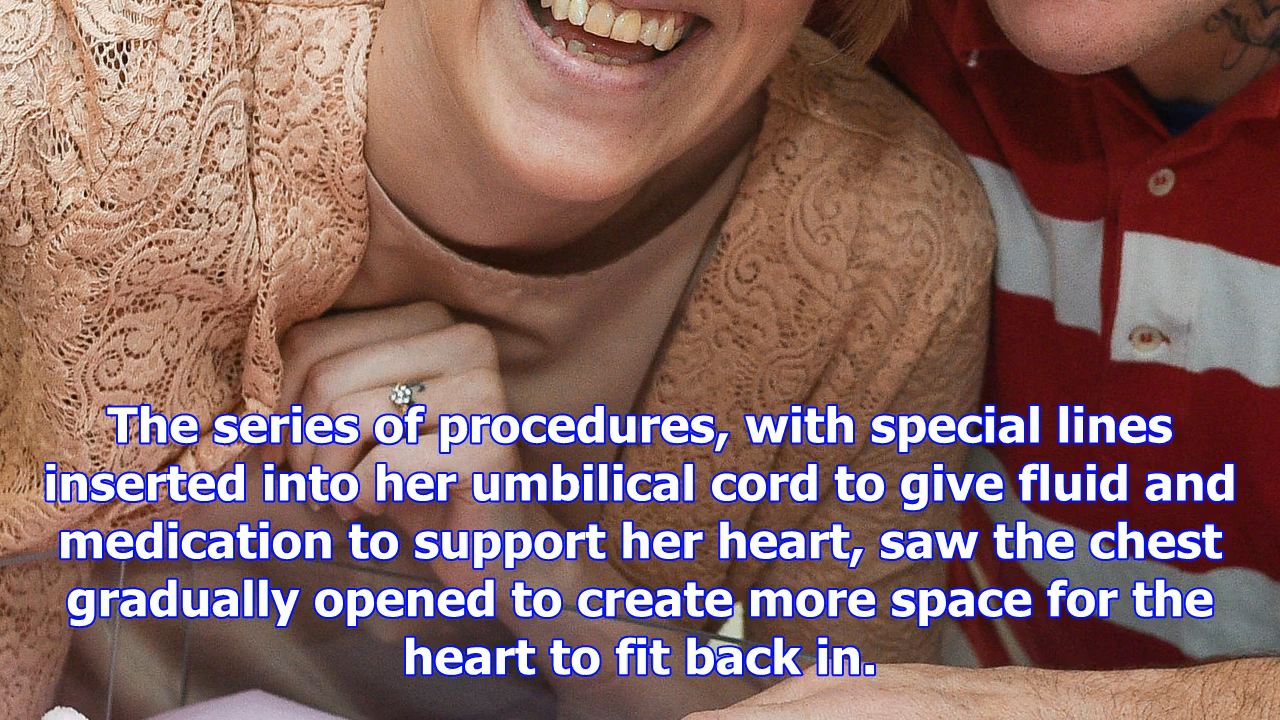 The series of procedures, with special lines
inserted into her umbilical cord to give fluid and
medication to support her heart, saw the chest
gradually opened to create more space for the
heart to fit back in.